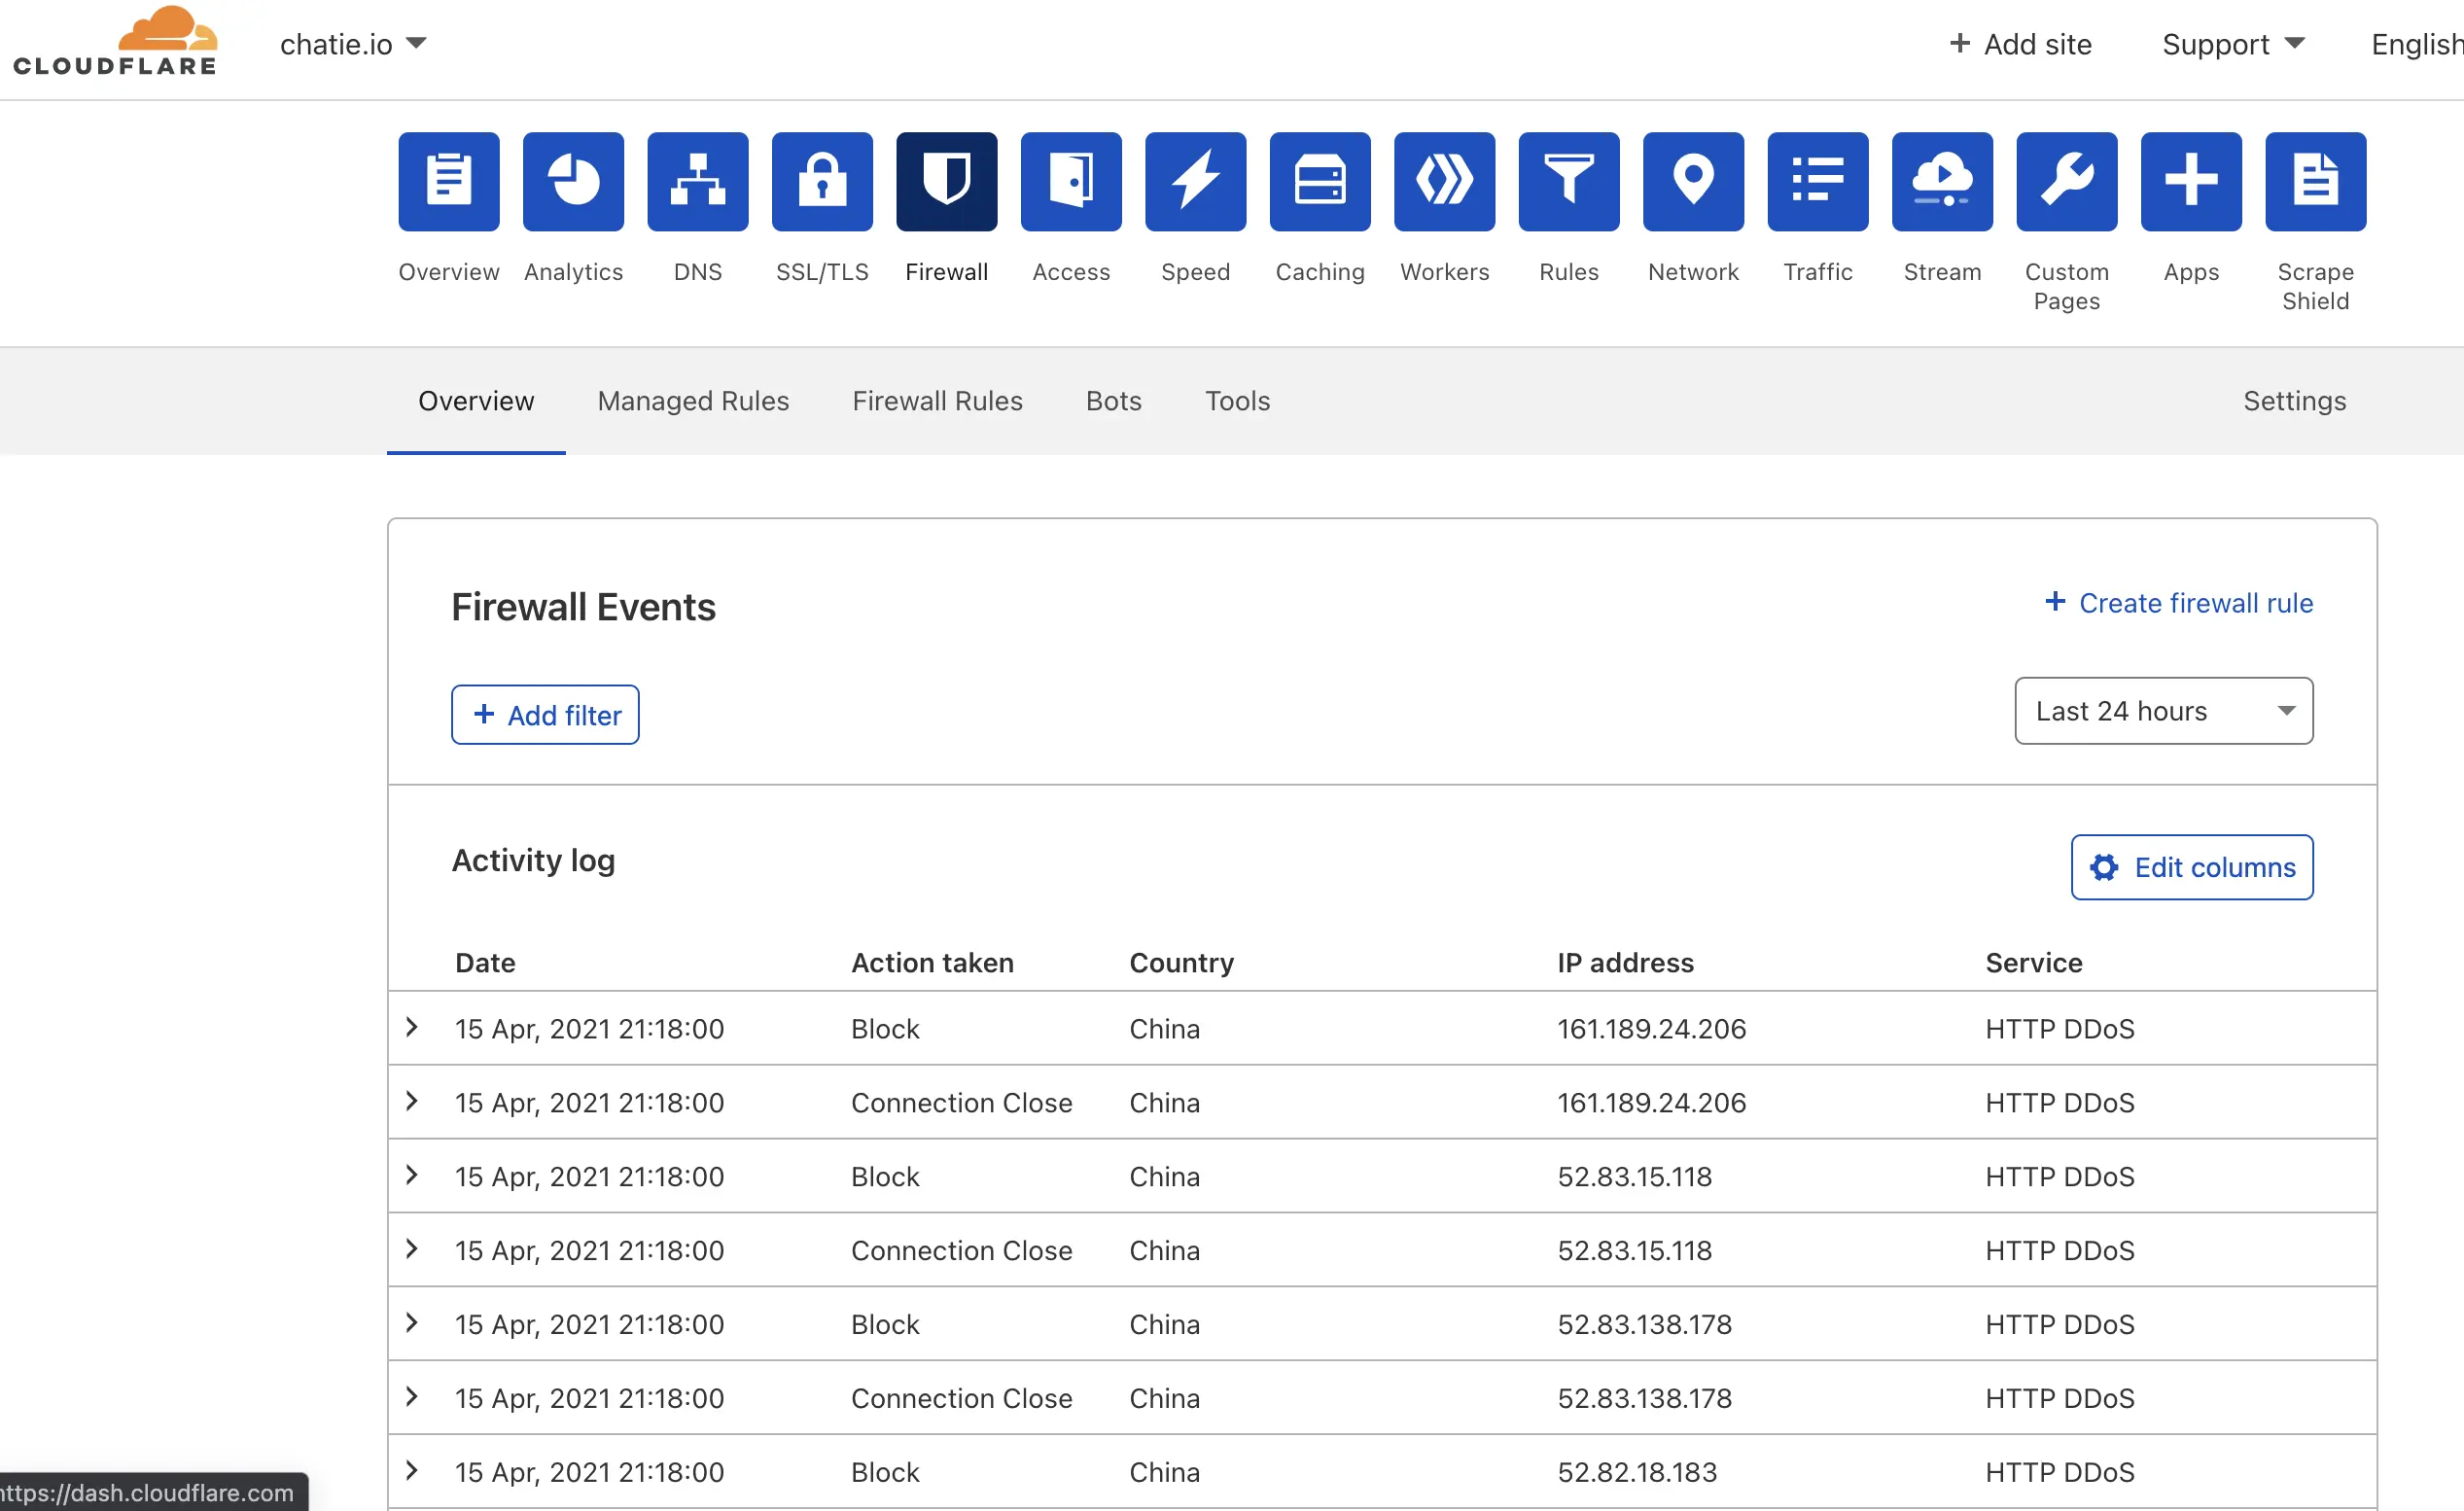 CLOUDFLARE
chatie.io
+ Add site
Support
English
Overview
Analytics
DNS
SSL/TLS
Firewall
Access
Speed
Caching
Workers
Rules
Network
Traffic
Stream
Custom Pages
Apps
Scrape Shield
Overview
Managed Rules
Firewall Rules
Bots
Tools
Settings
Firewall Events
+ Create firewall rule
+ Add filter
Last 24 hours
Activity log
Edit columns
Date Action taken Country IP address Service
15 Apr, 2021 21:18:00 Block China 161.189.24.206 HTTP DDoS
15 Apr, 2021 21:18:00 Connection Close China 161.189.24.206 HTTP DDoS
15 Apr, 2021 21:18:00 Block China 52.83.15.118 HTTP DDoS
15 Apr, 2021 21:18:00 Connection Close China 52.83.15.118 HTTP DDoS
15 Apr, 2021 21:18:00 Block China 52.83.138.178 HTTP DDoS
15 Apr, 2021 21:18:00 Connection Close China 52.83.138.178 HTTP DDoS
15 Apr, 2021 21:18:00 Block China 52.82.18.183 HTTP DDoS
https://dash.cloudflare.com